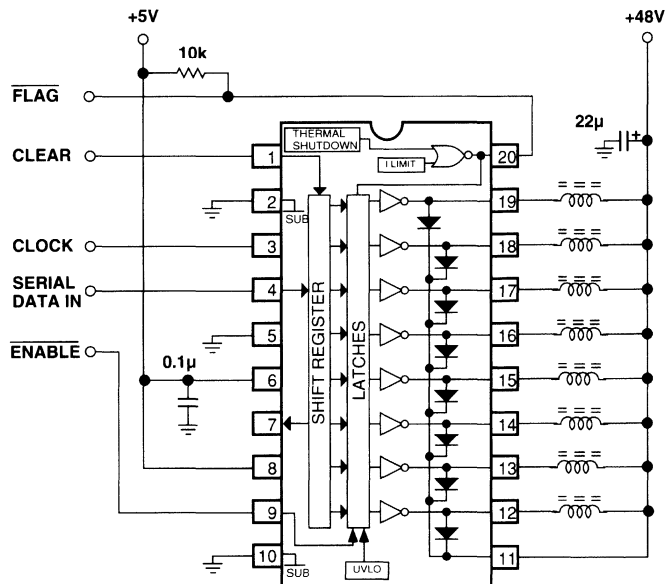 +5V
+48V
10k
FLAG
22μ
+
THERMAL
SHUTDOWN
I LIMIT
CLEAR
1
20
2
SUB
19
CLOCK
3
18
SERIAL
DATA IN
4
17
5
16
ENABLE
0.1μ
6
15
7
14
8
13
9
12
10
SUB
11
SHIFT REGISTER
LATCHES
UVLO